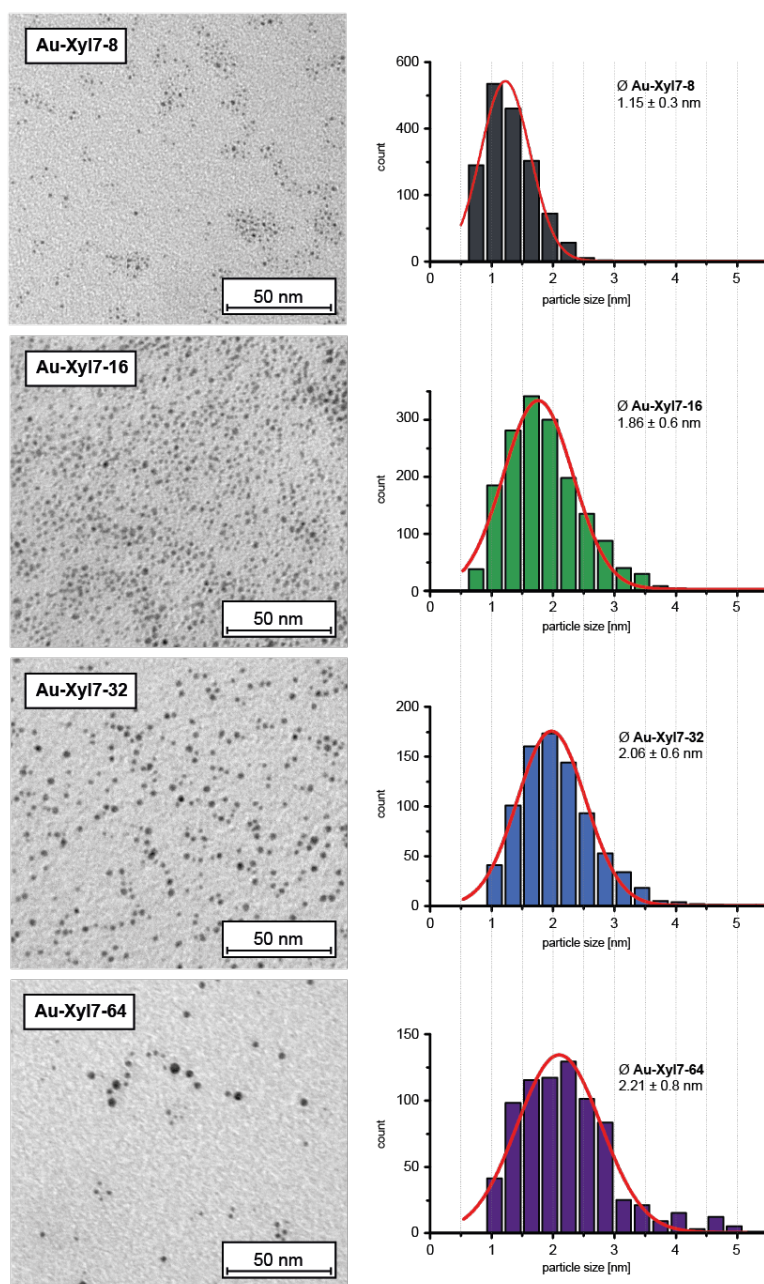 Au-Xyl7-8
50 nm
600
400
100
0
count
Ø Au-Xyl7-8
1.15 ± 0.3 nm
0 1 2 3 4 5
particle size [nm]
Au-Xyl7-16
50 nm
300
200
100
0
count
Ø Au-Xyl7-16
1.86 ± 0.6 nm
0 1 2 3 4 5
particle size [nm]
Au-Xyl7-32
50 nm
200
150
100
50
0
count
Ø Au-Xyl7-32
2.06 ± 0.6 nm
0 1 2 3 4 5
particle size [nm]
Au-Xyl7-64
50 nm
150
100
50
0
count
Ø Au-Xyl7-64
2.21 ± 0.8 nm
0 1 2 3 4 5
particle size [nm]